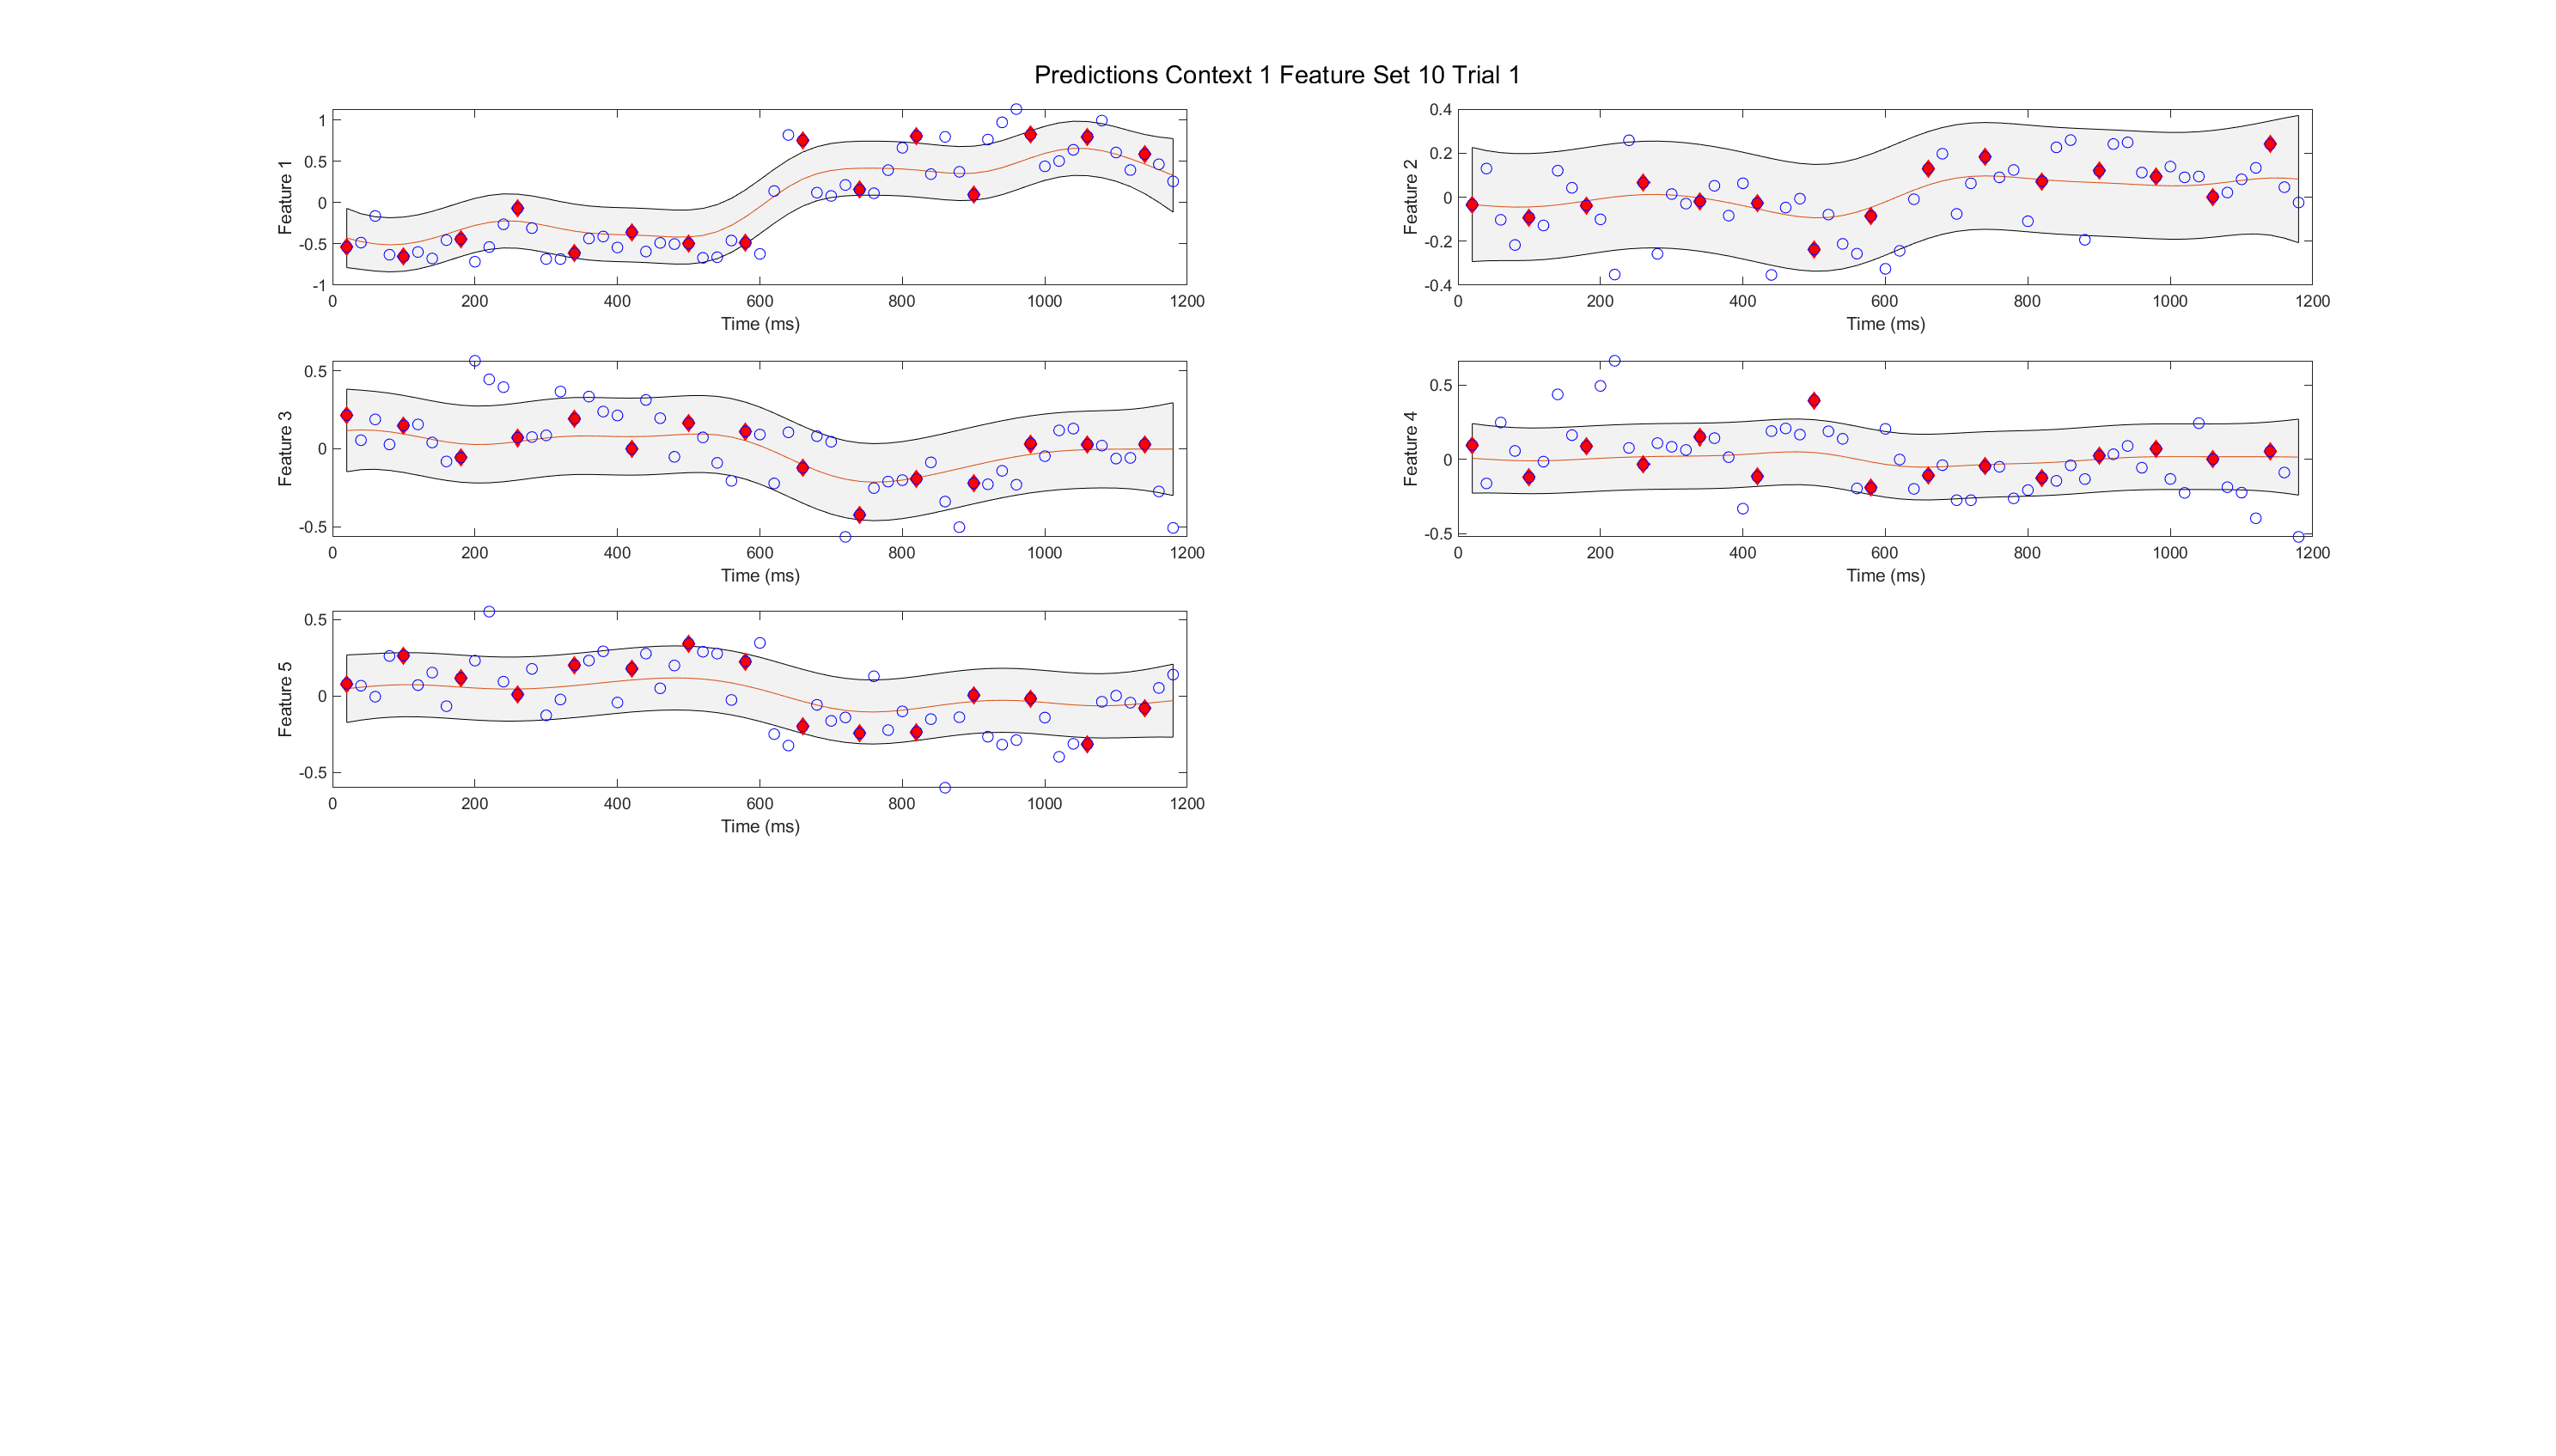 Predictions Context 1 Feature Set 10 Trial 1
Feature 1
1
0.5
0
-0.5
-1
0 200 400 600 800 1000 1200
Time (ms)
Feature 2
0.4
0.2
0
-0.2
-0.4
0 200 400 600 800 1000 1200
Time (ms)
Feature 3
0.5
0
-0.5
0 200 400 600 800 1000 1200
Time (ms)
Feature 4
0.5
0
-0.5
0 200 400 600 800 1000 1200
Time (ms)
Feature 5
0.5
0
-0.5
0 200 400 600 800 1000 1200
Time (ms)